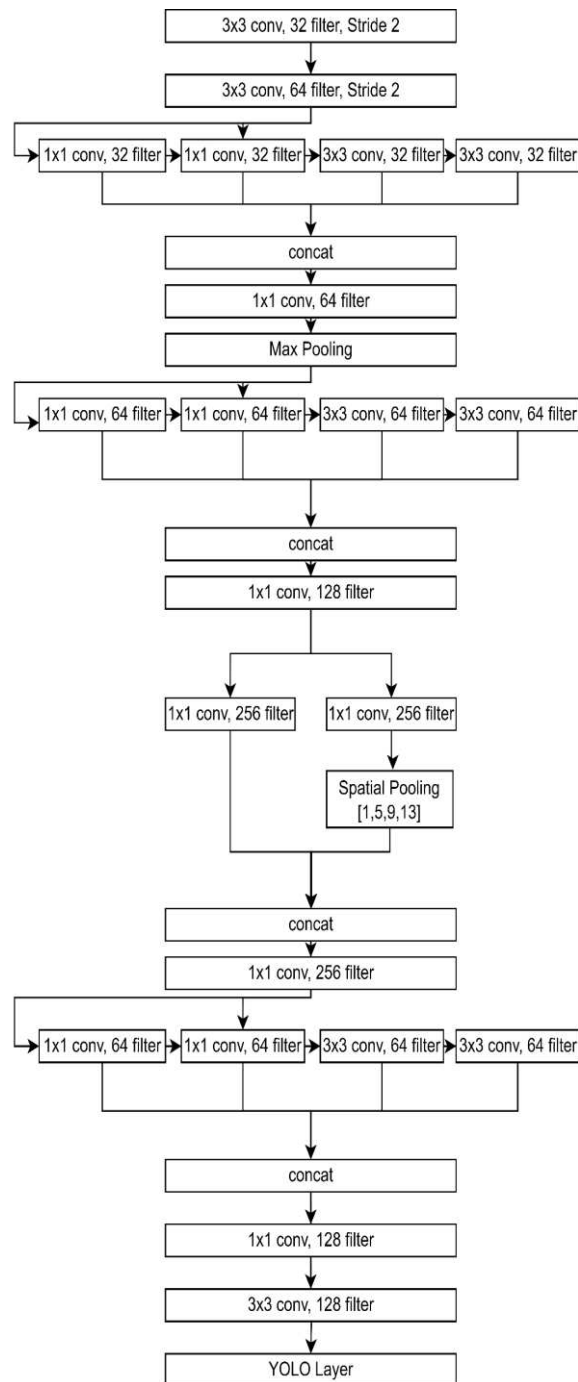 3x3 conv, 32 filter, Stride 2
3x3 conv, 64 filter, Stride 2
1x1 conv, 32 filter
1x1 conv, 32 filter
3x3 conv, 32 filter
3x3 conv, 32 filter
concat
1x1 conv, 64 filter
Max Pooling
1x1 conv, 64 filter
1x1 conv, 64 filter
3x3 conv, 64 filter
3x3 conv, 64 filter
concat
1x1 conv, 128 filter
1x1 conv, 256 filter
1x1 conv, 256 filter
Spatial Pooling
[1,5,9,13]
concat
1x1 conv, 256 filter
1x1 conv, 64 filter
1x1 conv, 64 filter
3x3 conv, 64 filter
3x3 conv, 64 filter
concat
1x1 conv, 128 filter
3x3 conv, 128 filter
YOLO Layer